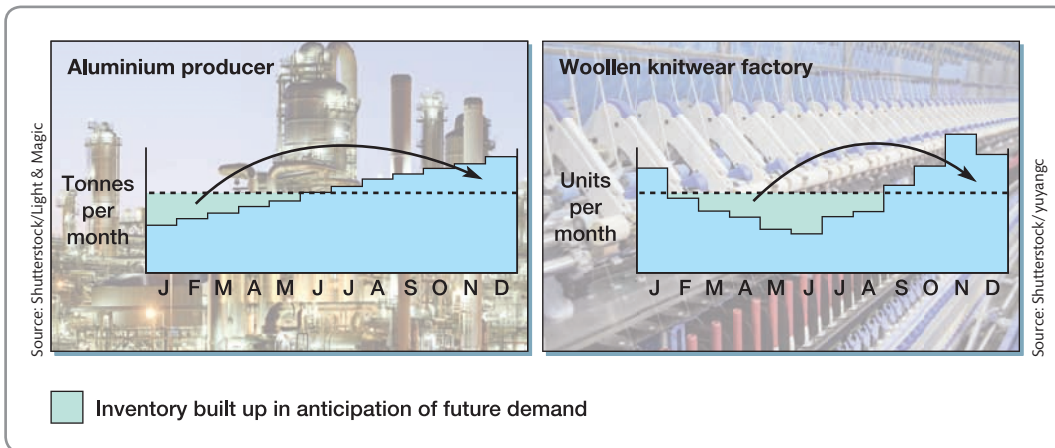 Aluminium producer
Source: Shutterstock/Light & Magic
Tonnes
per
month
J F M A M J J A S O N D
Woollen knitwear factory
Units
per
month
J F M A M J J A S O N D
Source: Shutterstock/yuyangc
Inventory built up in anticipation of future demand